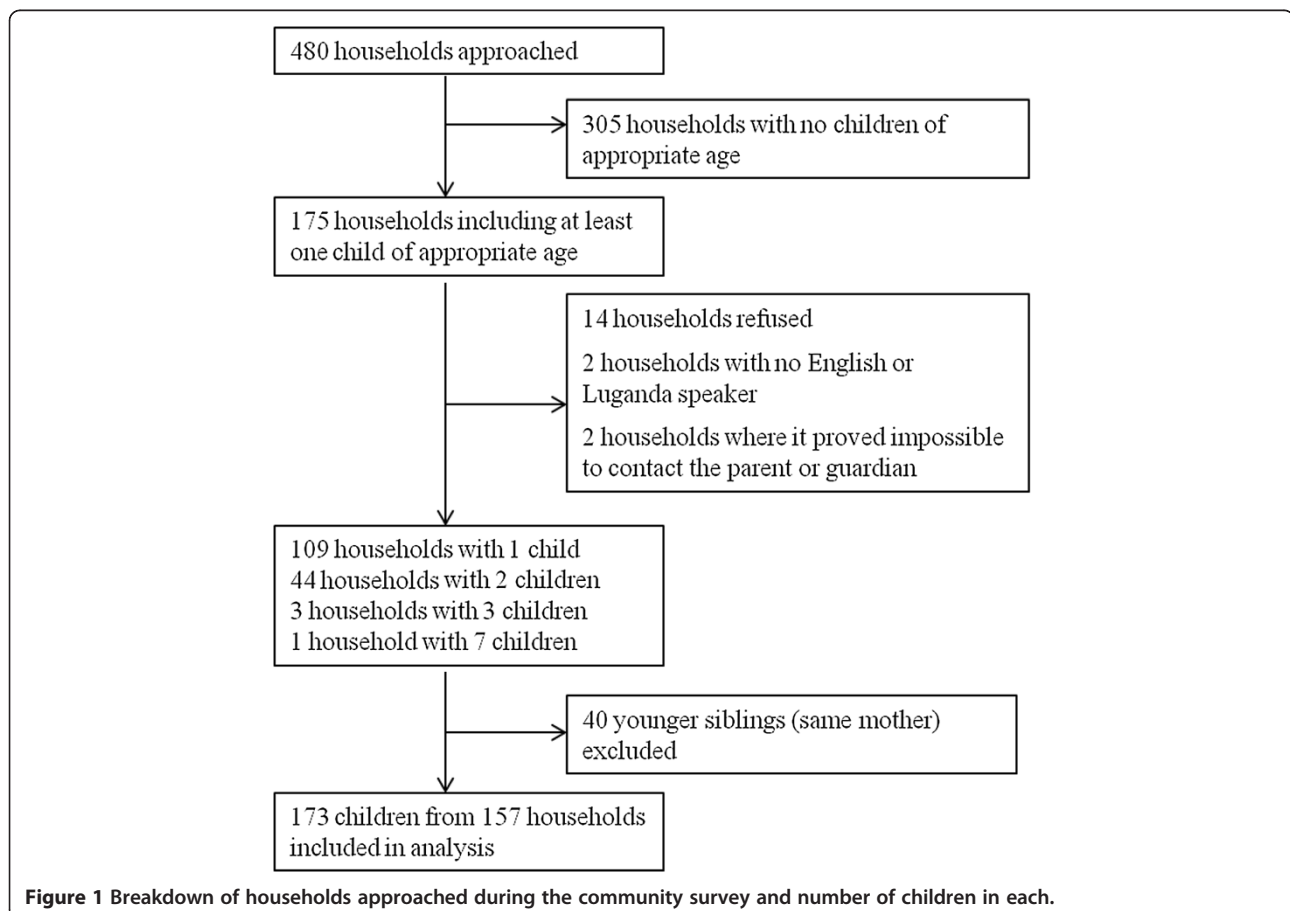 480 households approached
305 households with no children of
appropriate age
175 households including at least
one child of appropriate age
14 households refused
2 households with no English or
Luganda speaker
2 households where it proved impossible
to contact the parent or guardian
109 households with 1 child
44 households with 2 children
3 households with 3 children
1 household with 7 children
40 younger siblings (same mother)
excluded
173 children from 157 households
included in analysis
Figure 1 Breakdown of households approached during the community survey and number of children in each.